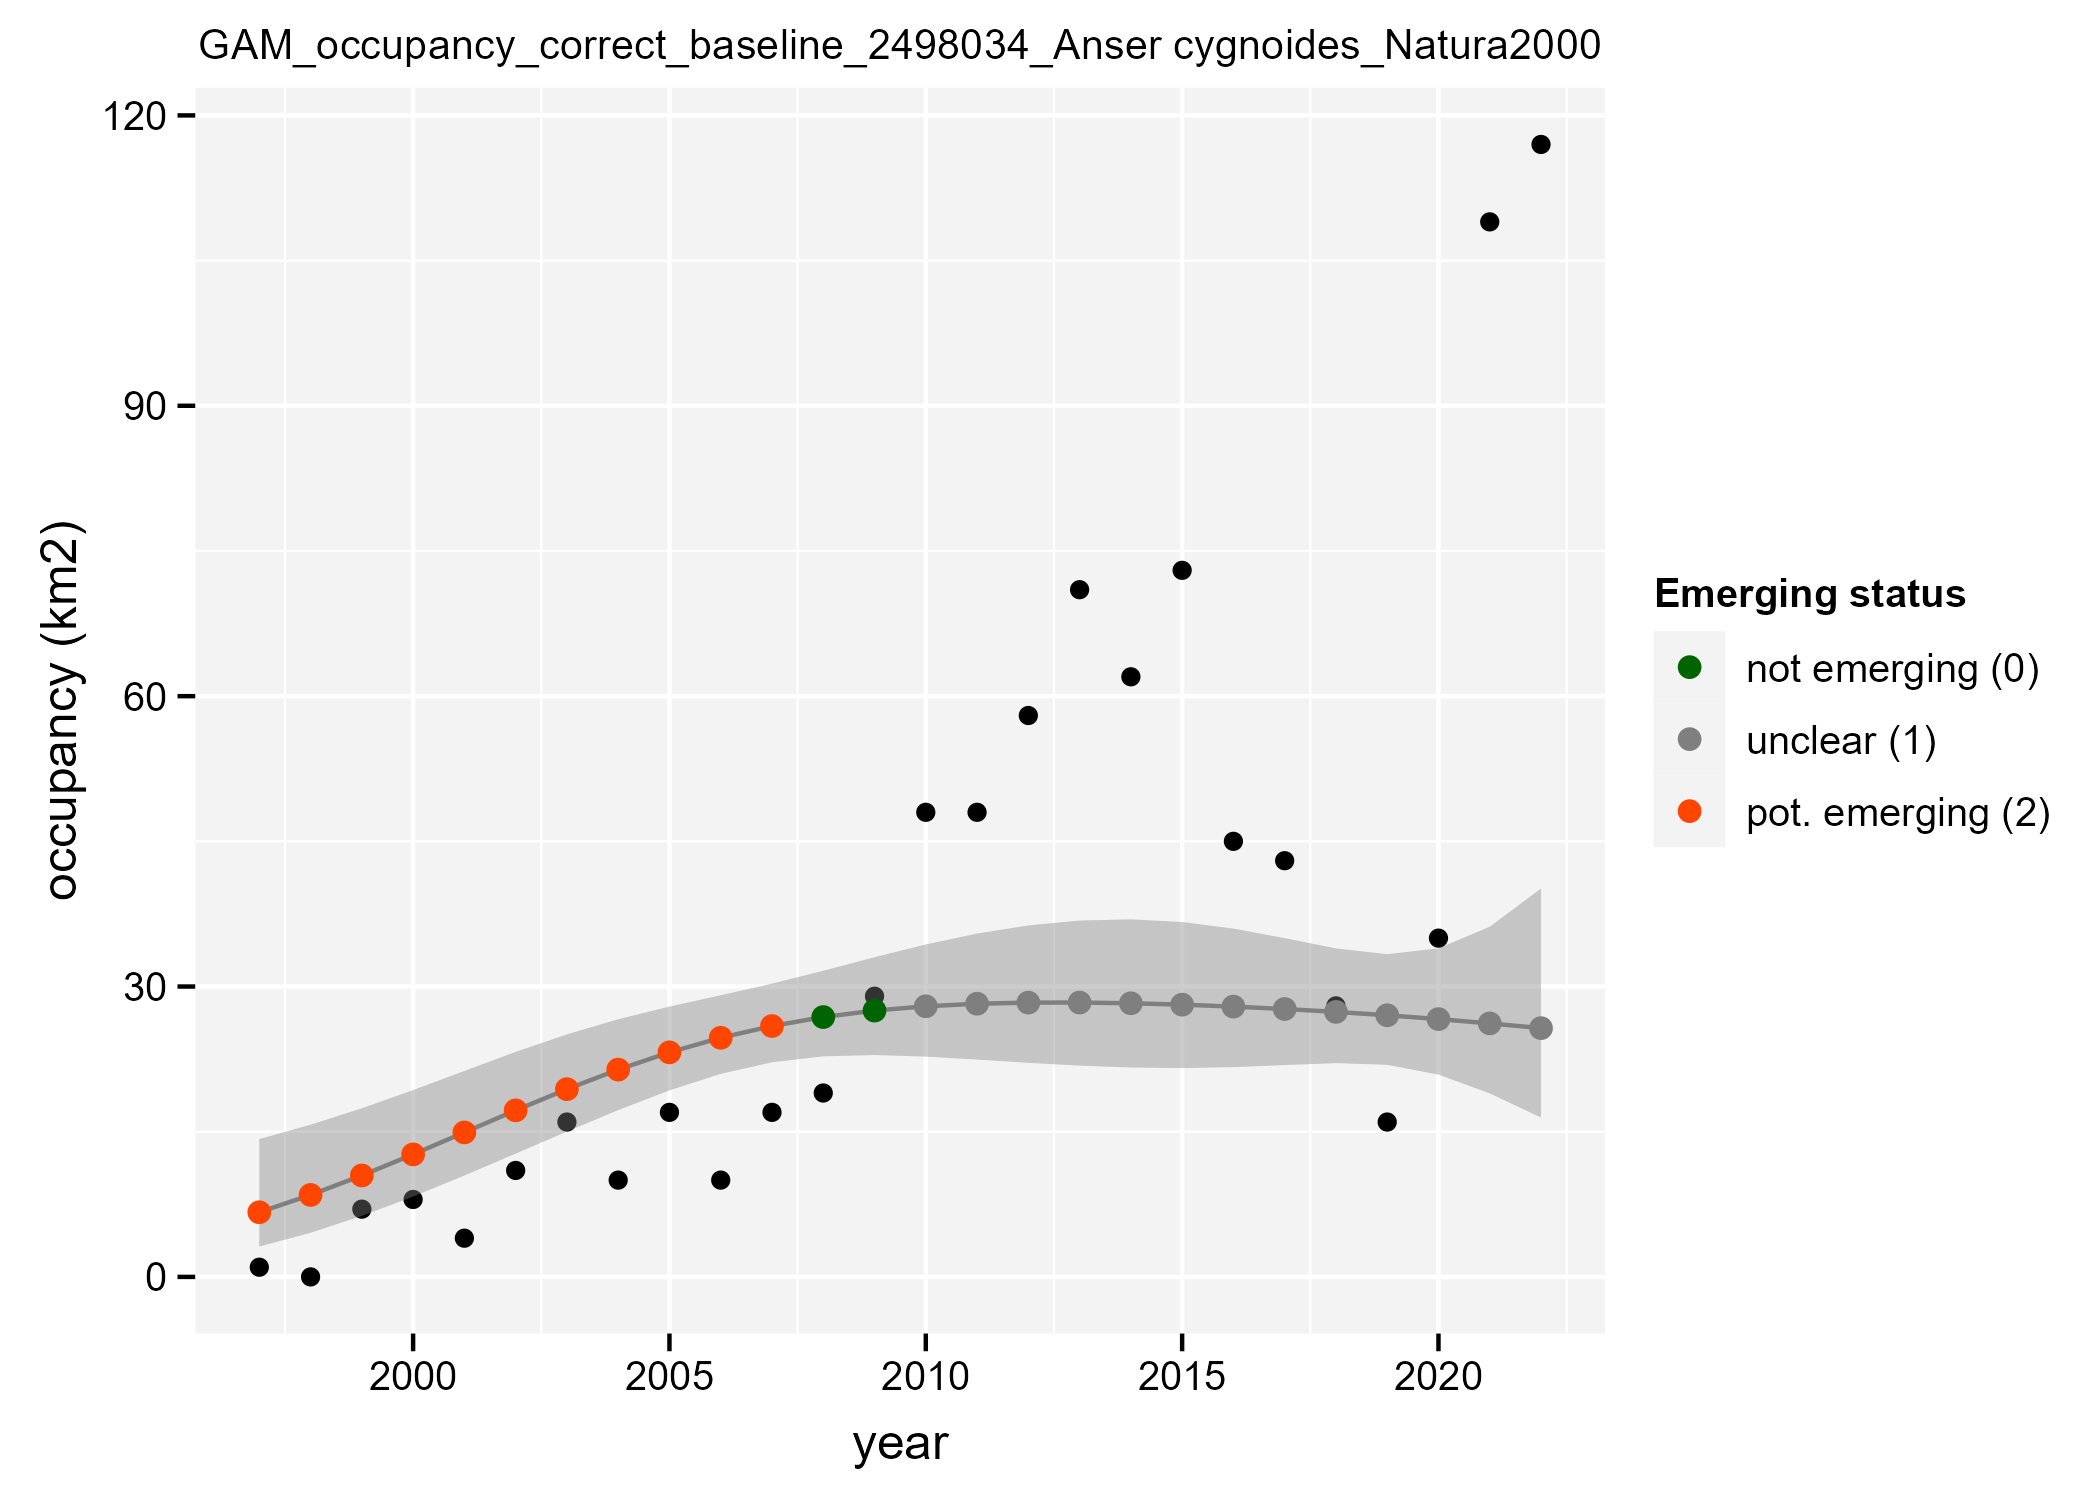 GAM_occupancy_correct_baseline_2498034_Anser cygnoides_Natura2000
120
90
60
30
0
occupancy (km2)
2000 2005 2010 2015 2020
year
Emerging status
not emerging (0)
unclear (1)
pot. emerging (2)